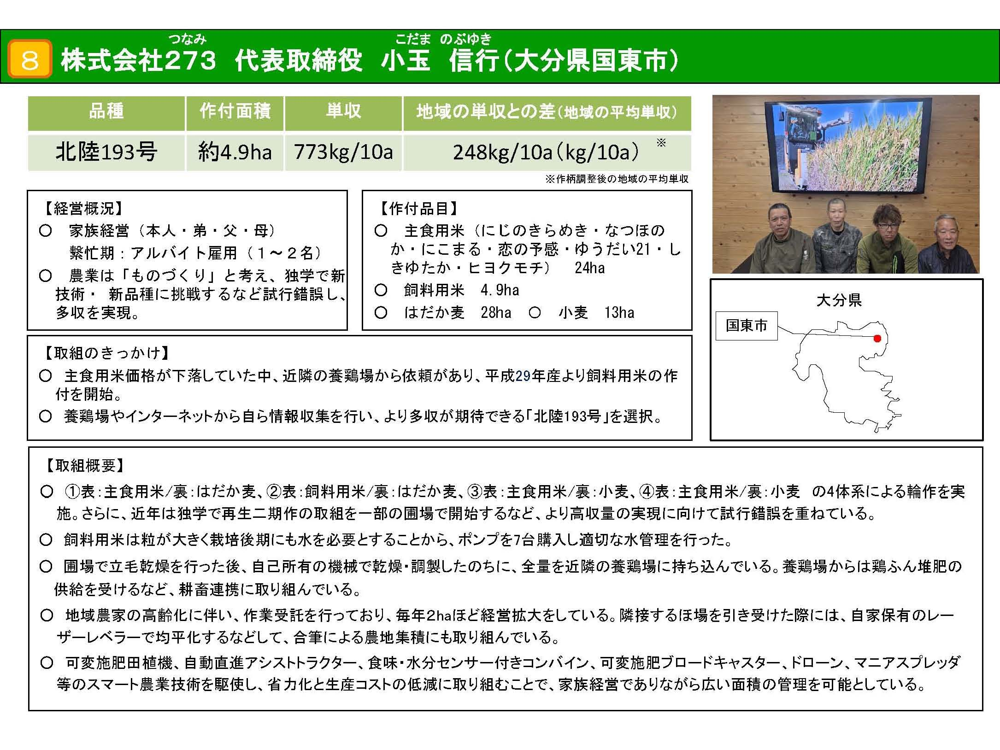 つなみ　こだま　のぶゆき
8 株式会社２７３　代表取締役　小玉　信行（大分県国東市）
品種　作付面積　単収　地域の単収との差（地域の平均単収）
北陸193号　約4.9ha　773kg/10a　248kg/10a（kg/10a）※
※作柄調整後の地域の平均単収
【経営概況】
〇　家族経営（本人・弟・父・母）
繁忙期：アルバイト雇用（１～２名）
〇　農業は「ものづくり」と考え、独学で新
技術・　新品種に挑戦するなど試行錯誤し、
多収を実現。
【作付品目】
〇　主食用米（にじのきらめき・なつほの
か・にこまる・恋の予感・ゆうだい21・し
きゆたか・ヒヨクモチ）　24ha
〇　飼料用米　4.9ha
〇　はだか麦　28ha　〇　小麦　13ha
大分県
国東市
【取組のきっかけ】
〇　主食用米価格が下落していた中、近隣の養鶏場から依頼があり、平成29年産より飼料用米の作
付を開始。
〇　養鶏場やインターネットから自ら情報収集を行い、より多収が期待できる「北陸193号」を選択。
【取組概要】
〇　①表：主食用米/裏：はだか麦、②表：飼料用米/裏：はだか麦、③表：主食用米/裏：小麦、④表：主食用米/裏：小麦　の4体系による輪作を実
施。さらに、近年は独学で再生二期作の取組を一部の圃場で開始するなど、より高収量の実現に向けて試行錯誤を重ねている。
〇　飼料用米は粒が大きく栽培後期にも水を必要とすることから、ポンプを7台購入し適切な水管理を行った。
〇　圃場で立毛乾燥を行った後、自己所有の機械で乾燥・調製したのちに、全量を近隣の養鶏場に持ち込んでいる。養鶏場からは鶏ふん堆肥の
供給を受けるなど、耕畜連携に取り組んでいる。
〇　地域農家の高齢化に伴い、作業受託を行っており、毎年２haほど経営拡大をしている。隣接するほ場を引き受けた際には、自家保有のレー
ザーレベラーで均平化するなどして、合筆による農地集積にも取り組んでいる。
〇　可変施肥田植機、自動直進アシストトラクター、食味・水分センサー付きコンバイン、可変施肥ブロードキャスター、ドローン、マニアスプレッダ
等のスマート農業技術を駆使し、省力化と生産コストの低減に取り組むことで、家族経営でありながら広い面積の管理を可能としている。